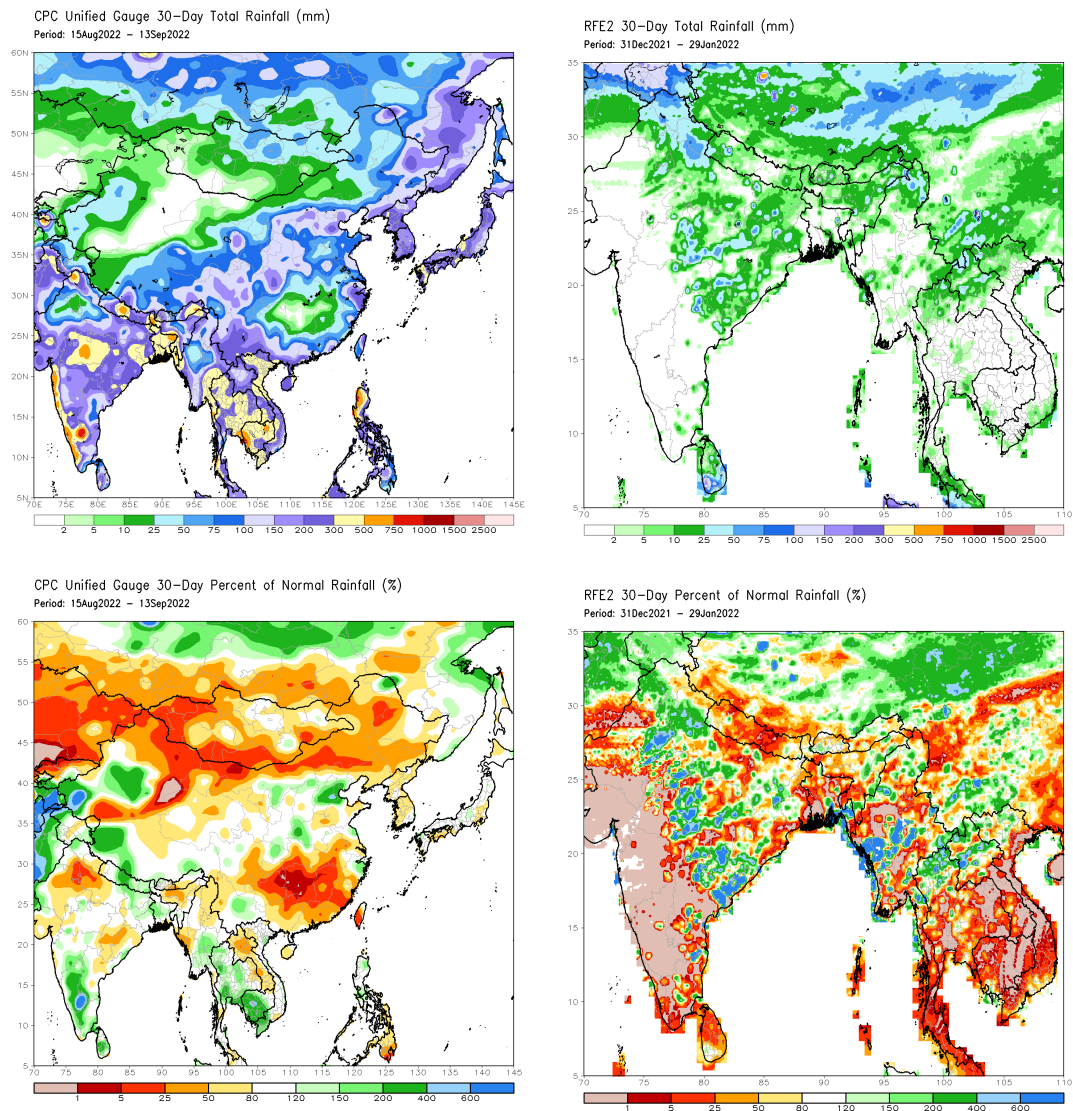 CPC Unified Gauge 30-Day Total Rainfall (mm)
Period: 15Aug2022 - 13Sep2022
60N
55N
50N
45N
40N
35N
30N
25N
20N
15N
10N
5N
70E 75E 80E 85E 90E 95E 100E 105E 110E 115E 120E 125E 130E 135E 140E 145E
2 5 10 25 50 75 100 150 200 300 500 750 1000 1500 2500
RFE2 30-Day Total Rainfall (mm)
Period: 31Dec2021 - 29Jan2022
35
30
25
20
15
10
5
70 75 80 85 90 95 100 105 110
2 5 10 25 50 75 100 150 200 300 500 750 1000 1500 2500
CPC Unified Gauge 30-Day Percent of Normal Rainfall (%)
Period: 15Aug2022 - 13Sep2022
60
55
50
45
40
35
30
25
20
15
10
5
70 75 80 85 90 95 100 105 110 115 120 125 130 135 140 145
1 5 25 50 80 120 150 200 400 600
RFE2 30-Day Percent of Normal Rainfall (%)
Period: 31Dec2021 - 29Jan2022
35
30
25
20
15
10
5
70 75 80 85 90 95 100 105 110
1 5 25 50 80 120 150 200 400 600